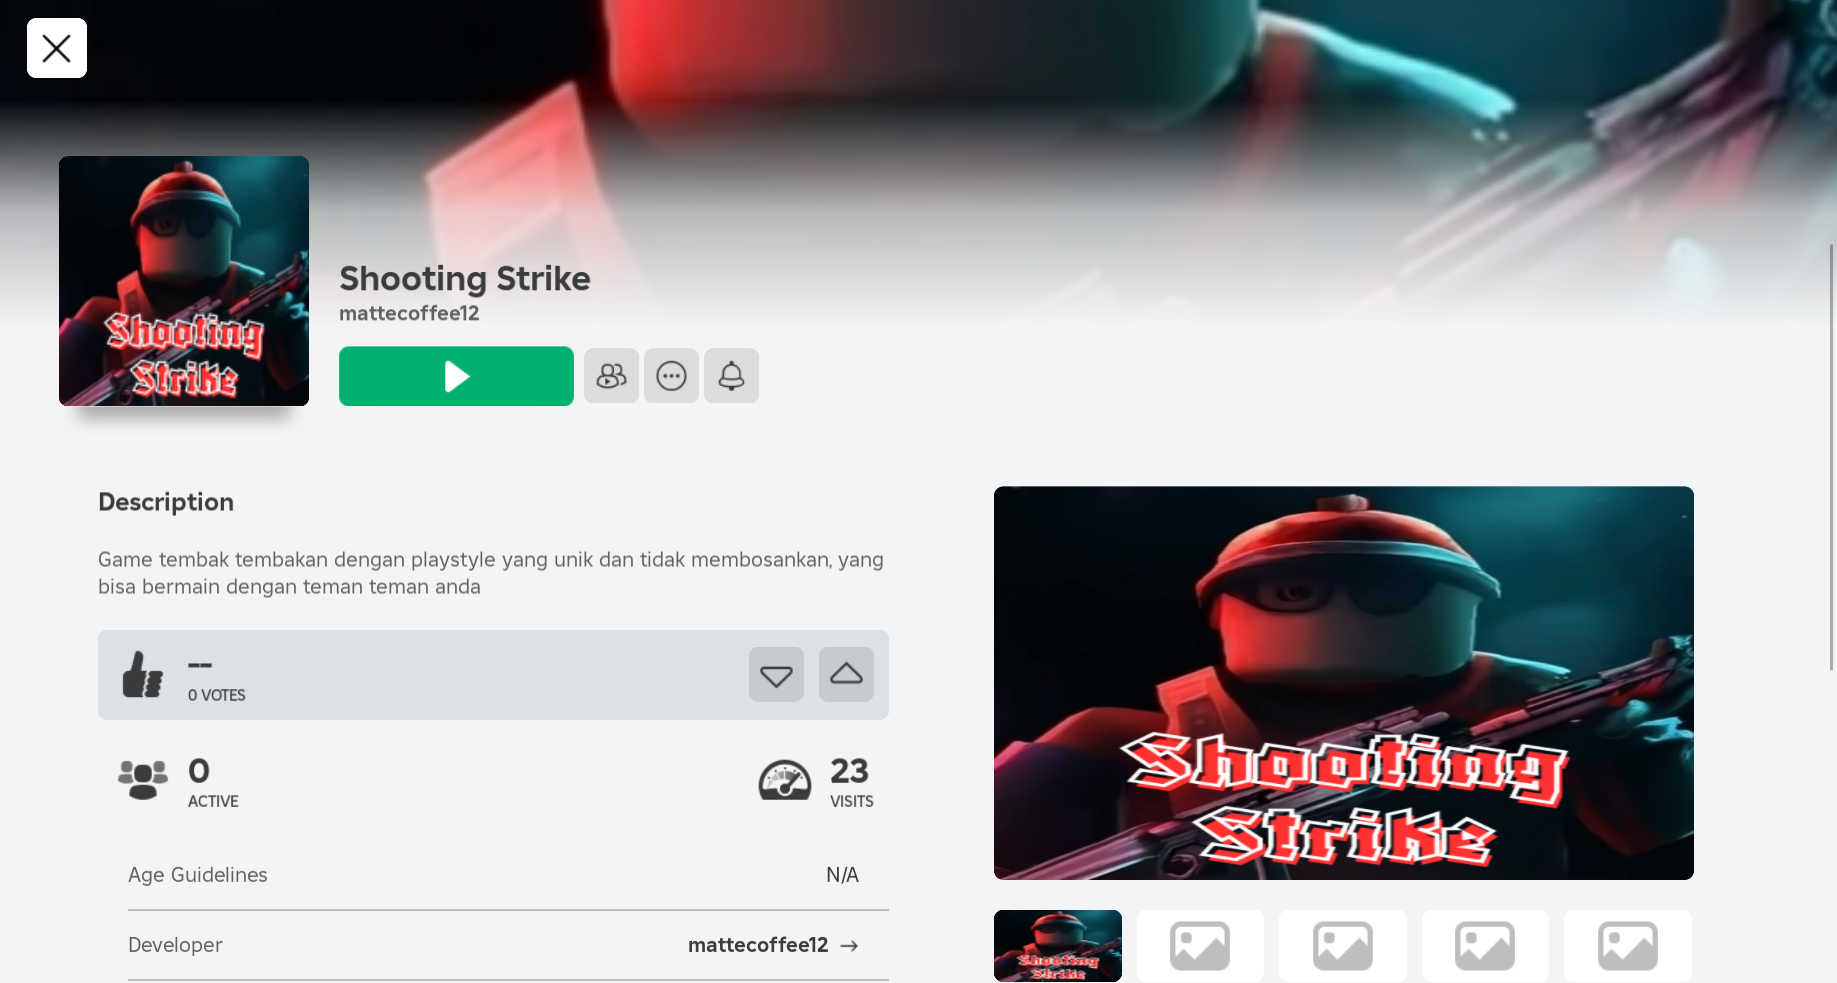 Shooting
Strike
Shooting Strike
mattecoffee12
Description
Game tembak tembakan dengan playstyle yang unik dan tidak membosankan, yang
bisa bermain dengan teman teman anda
--
0 VOTES
0
ACTIVE
23
VISITS
Age Guidelines
N/A
Developer
mattecoffee12
Shooting
Strike
Shooting
Strike